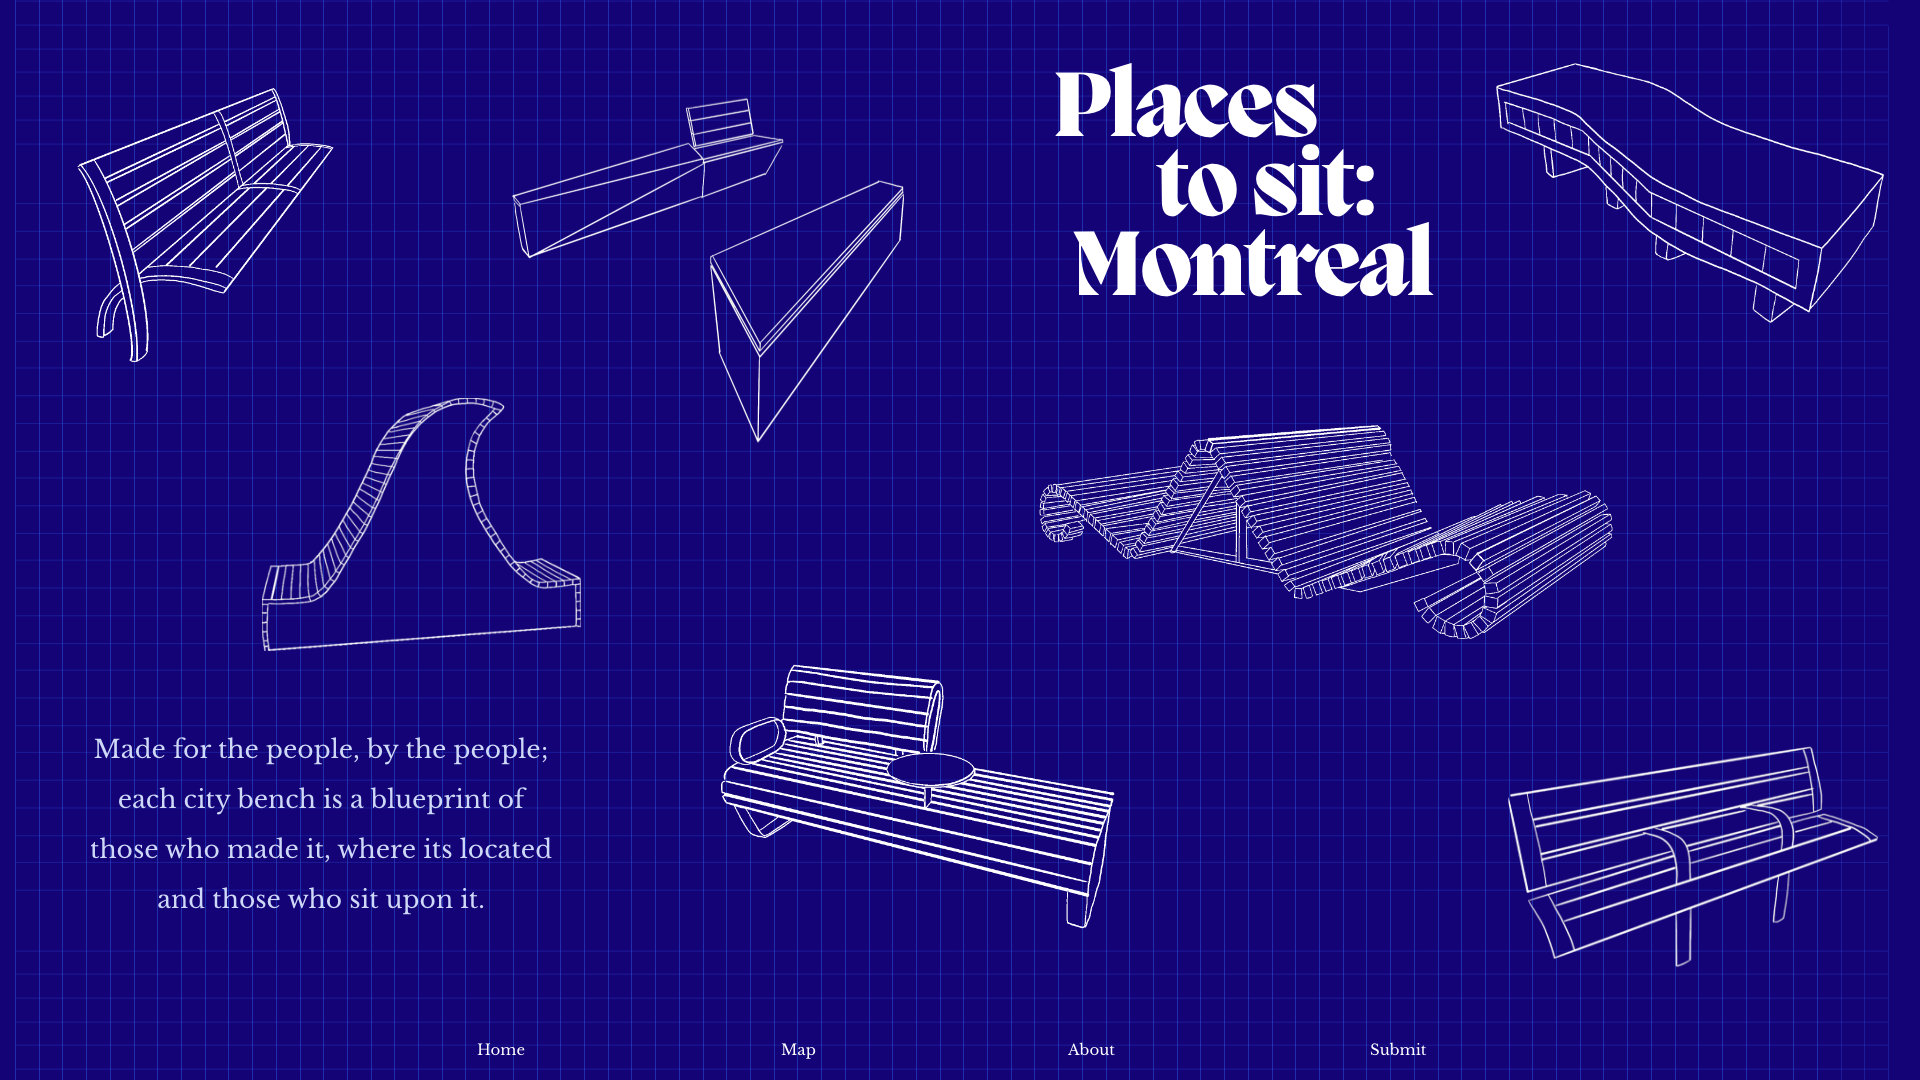 Places
to sit:
Montreal
Made for the people, by the people;
each city bench is a blueprint of
those who made it, where its located
and those who sit upon it.
Home
Map
About
Submit